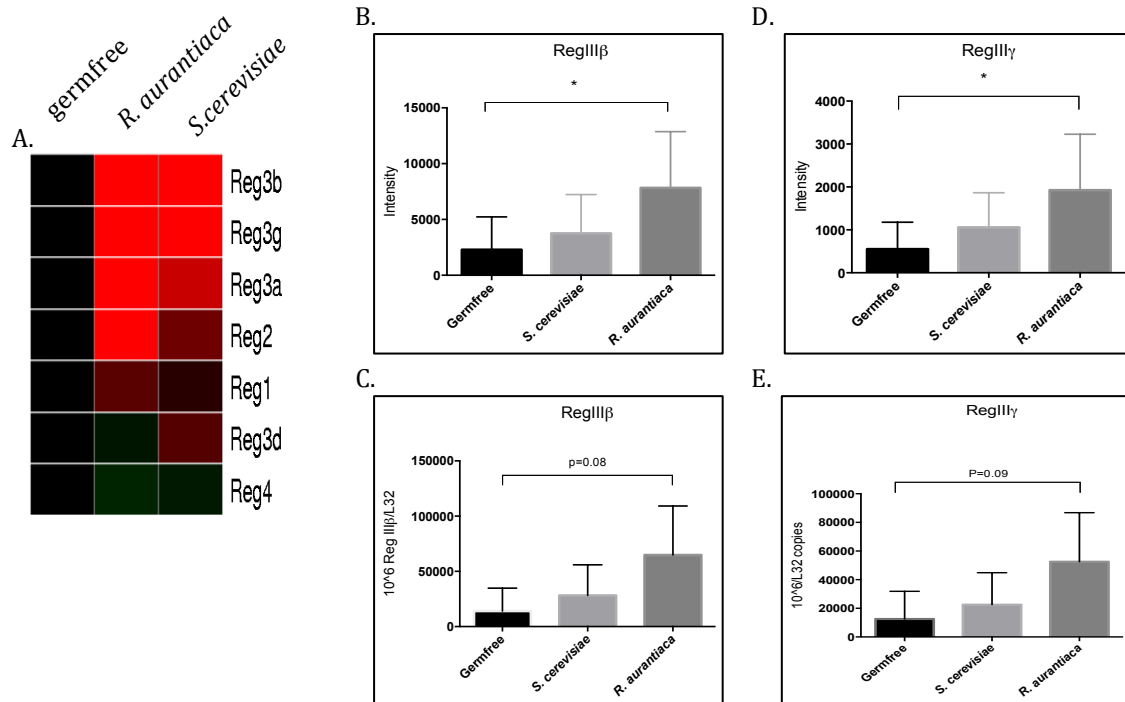 germfree
R. aurantiaca
S.cerevisiae
A.
Reg3b
Reg3g
Reg3a
Reg2
Reg1
Reg3d
Reg4
B.
RegIIIβ
*
15000
10000
5000
0
Intensity
Germfree
S. cerevisiae
R. aurantiaca
D.
RegIIIγ
*
4000
3000
2000
1000
0
Intensity
Germfree
S. cerevisiae
R. aurantiaca
C.
RegIIIβ
p=0.08
150000
100000
50000
0
10^6 Reg IIIβ/L32
Germfree
S. cerevisiae
R. aurantiaca
E.
RegIIIγ
P=0.09
100000
80000
60000
40000
20000
0
10^6/L32 copies
Germfree
S. cerevisiae
R. aurantiaca